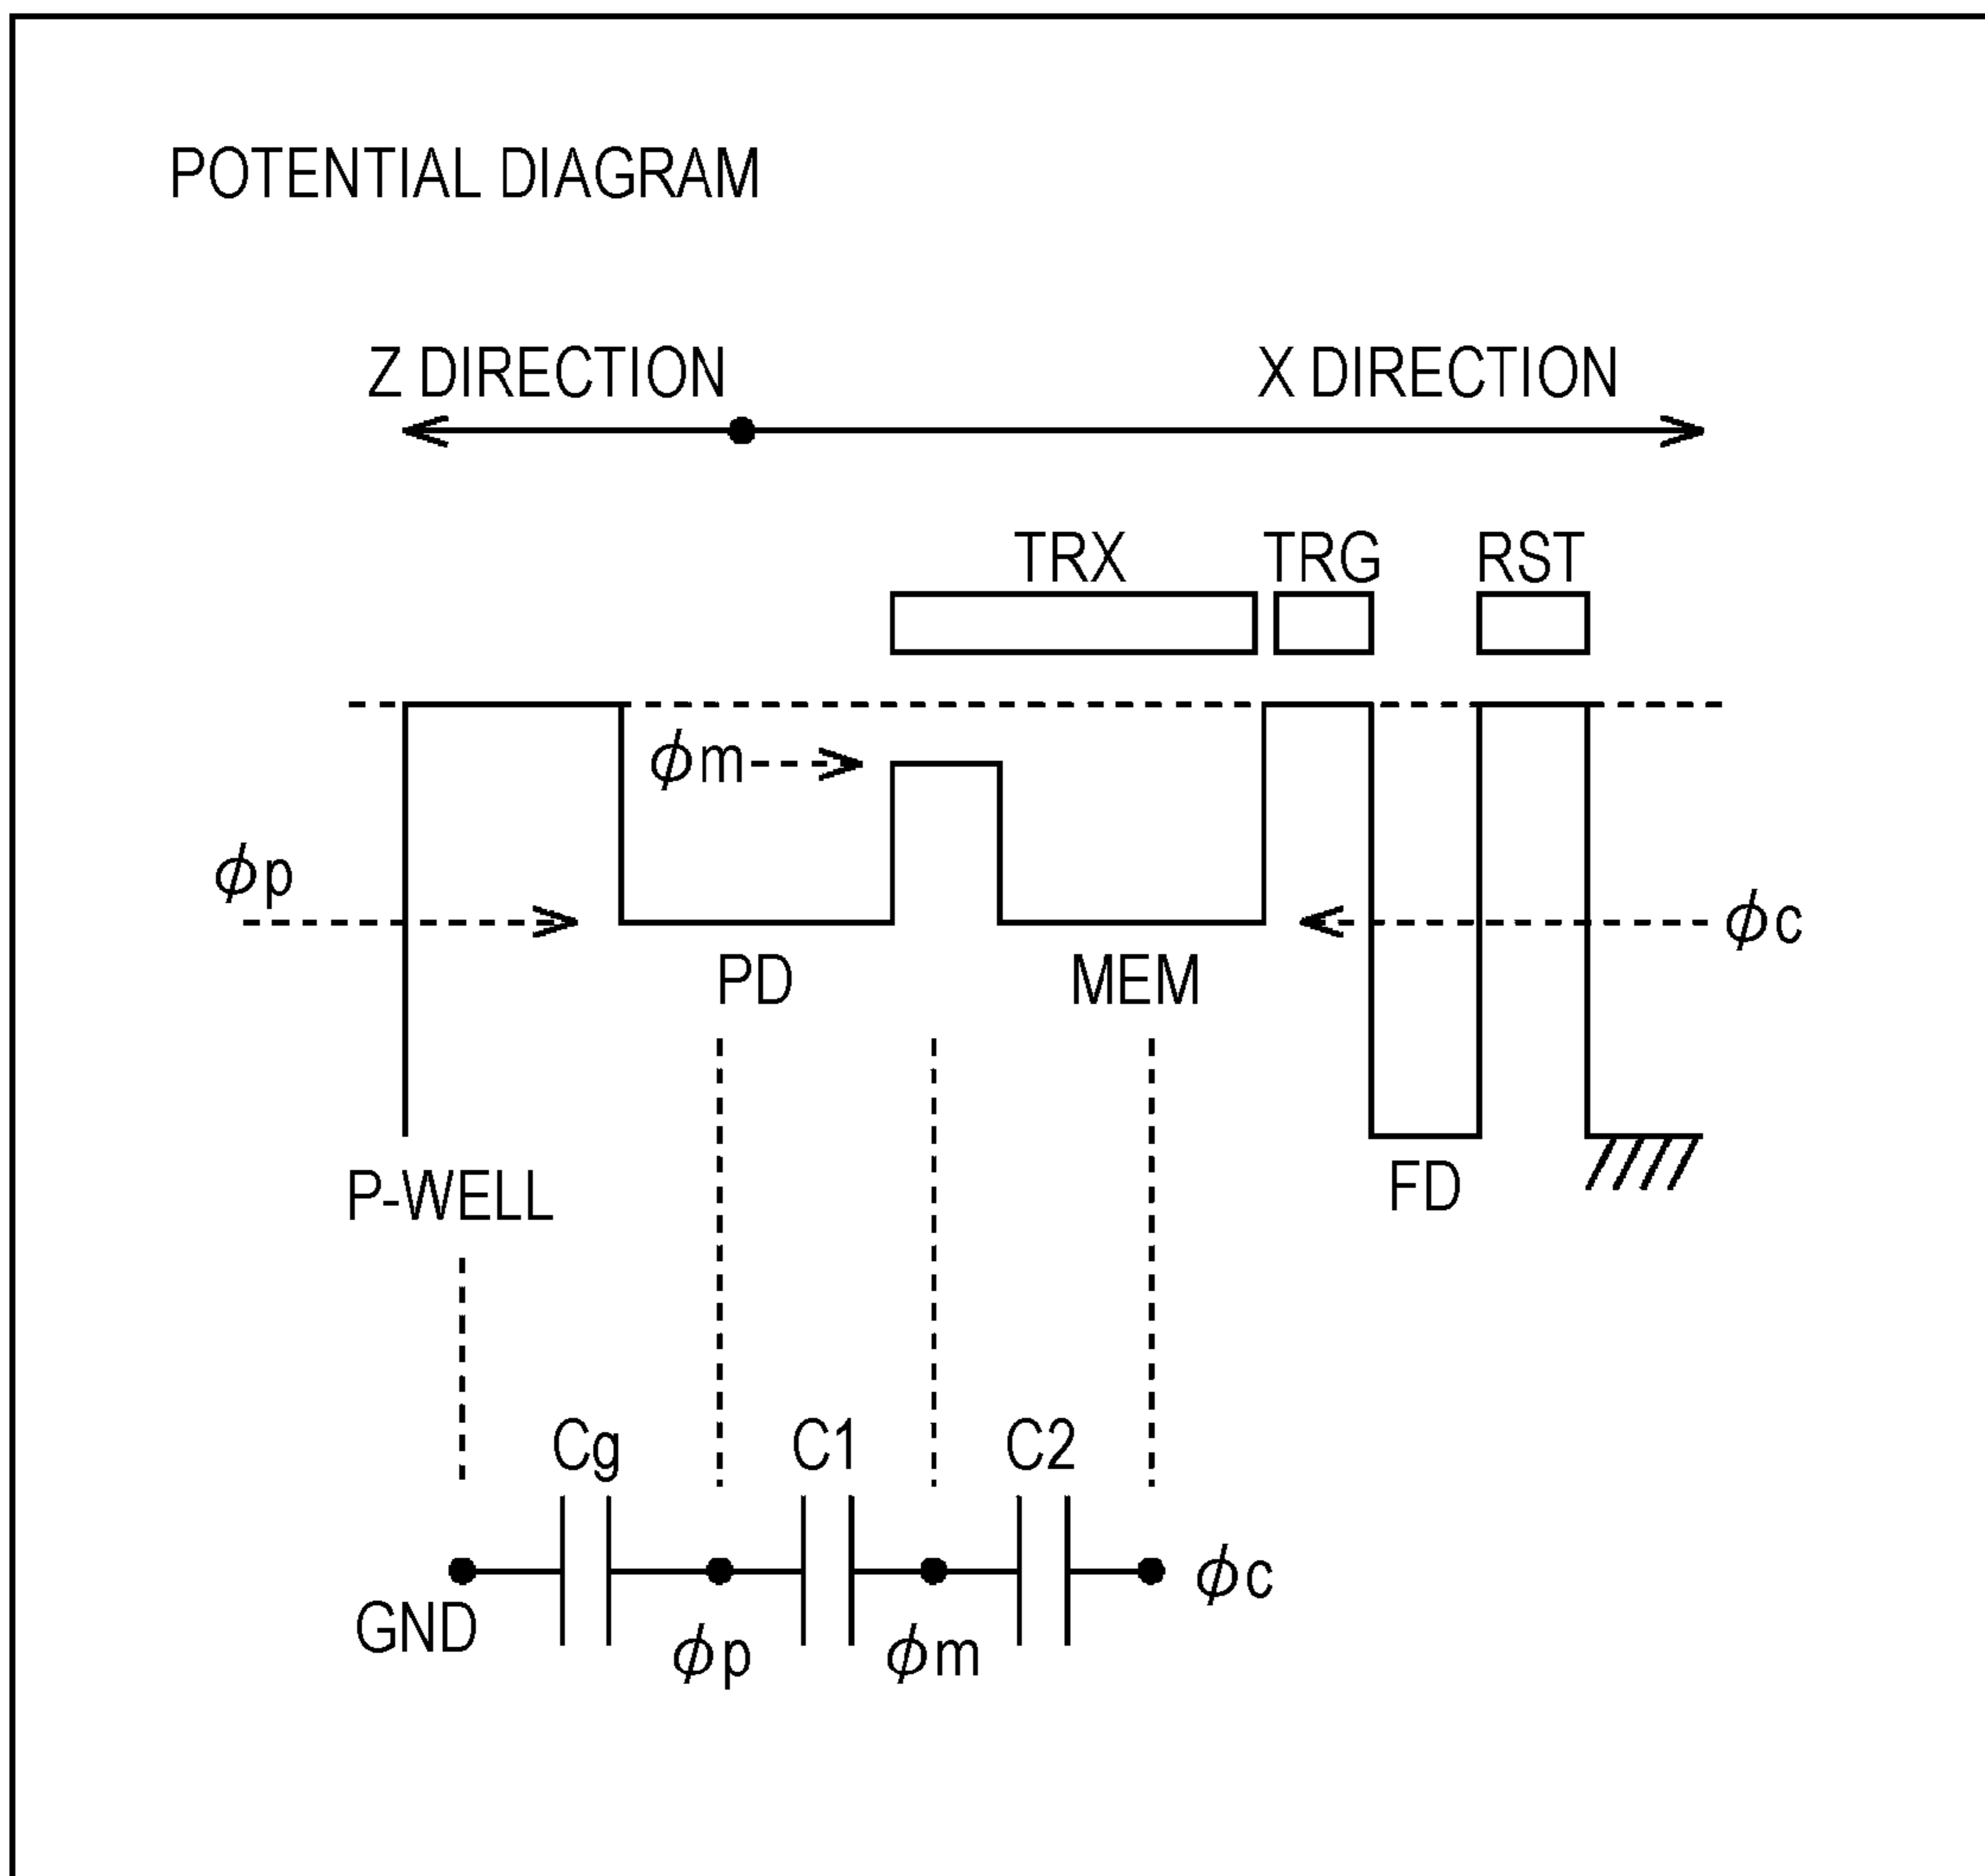 POTENTIAL DIAGRAM
Z DIRECTION X DIRECTION
TRX TRG RST
ϕm
ϕp
ϕc
PD MEM
P-WELL FD
Cg C1 C2
ϕc
GND
ϕp ϕm